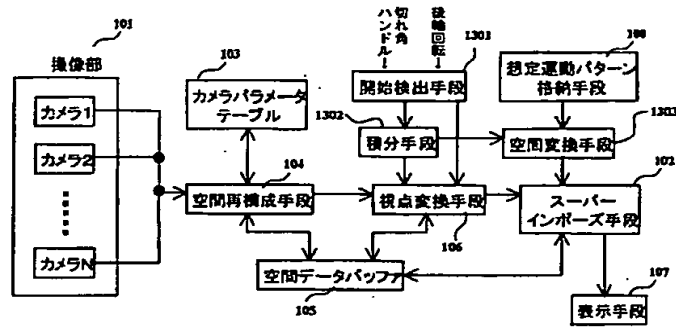 101
撮像部
カメラ1
カメラ2
カメラN
103
カメラパラメータ
テーブル
104
空間再構成手段
空間データバッファ
105
ハンドル
切れ角
後輪回転
1301
開始検出手段
1302
積分手段
視点変換手段
106
108
想定運動パターン
格納手段
1303
空間変換手段
102
スーパー
インポーズ手段
107
表示手段